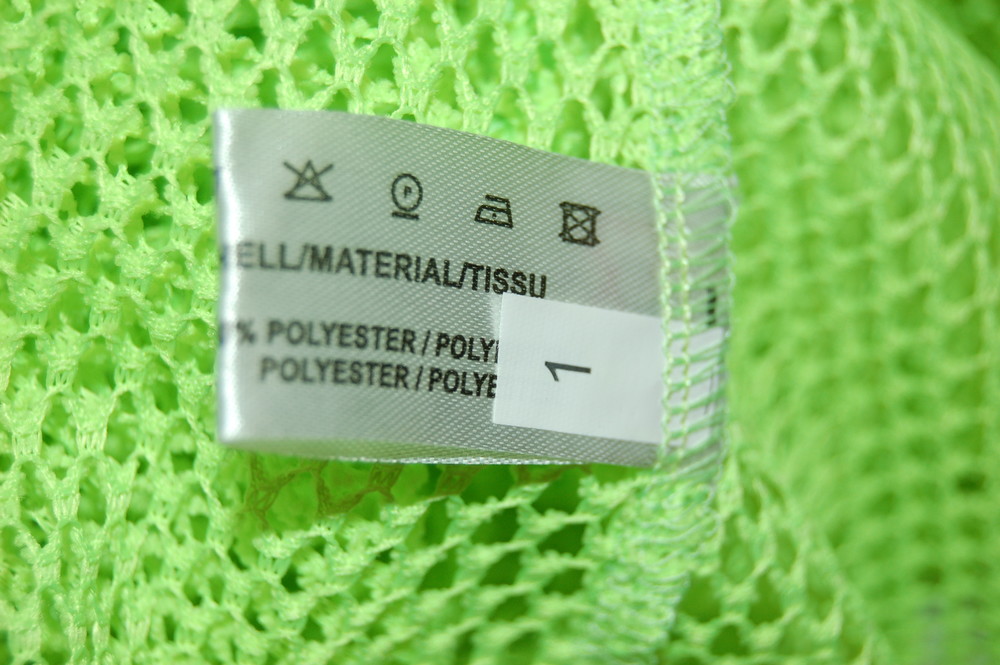 P
ELL/MATERIAL/TISSU
% POLYESTER / POLY
POLYESTER / POLYE
1